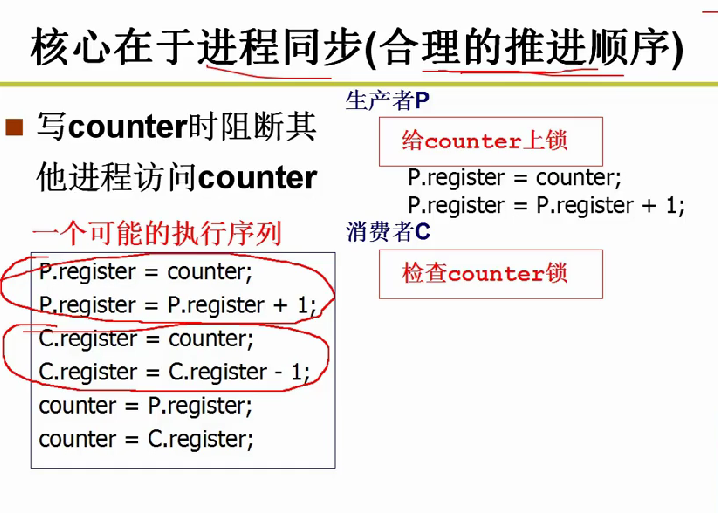 核心在于进程同步(合理的推进顺序)
写counter时阻断其
他进程访问counter
一个可能的执行序列
P.register = counter;
P.register = P.register + 1;
C.register = counter;
C.register = C.register - 1;
counter = P.register;
counter = C.register;
生产者P
给counter上锁
P.register = counter;
P.register = P.register + 1;
消费者C
检查counter锁